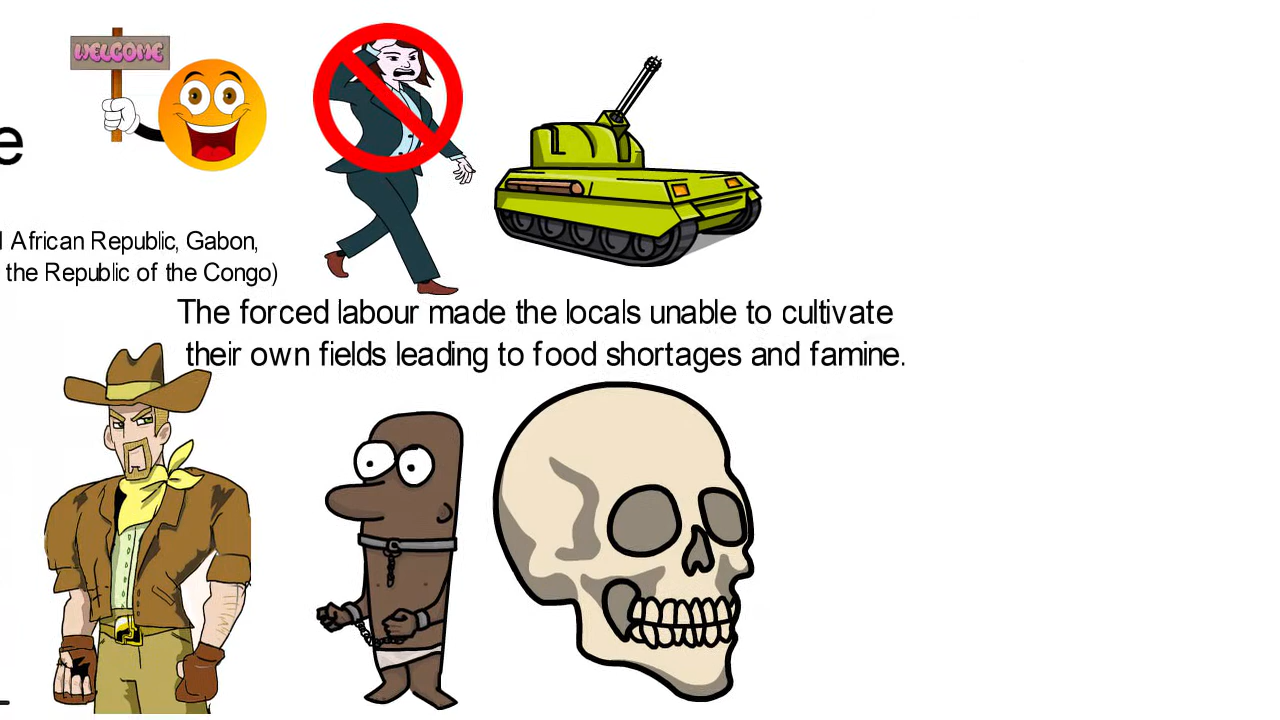 WELCOME
e
African Republic, Gabon,
the Republic of the Congo)
The forced labour made the locals unable to cultivate
their own fields leading to food shortages and famine.